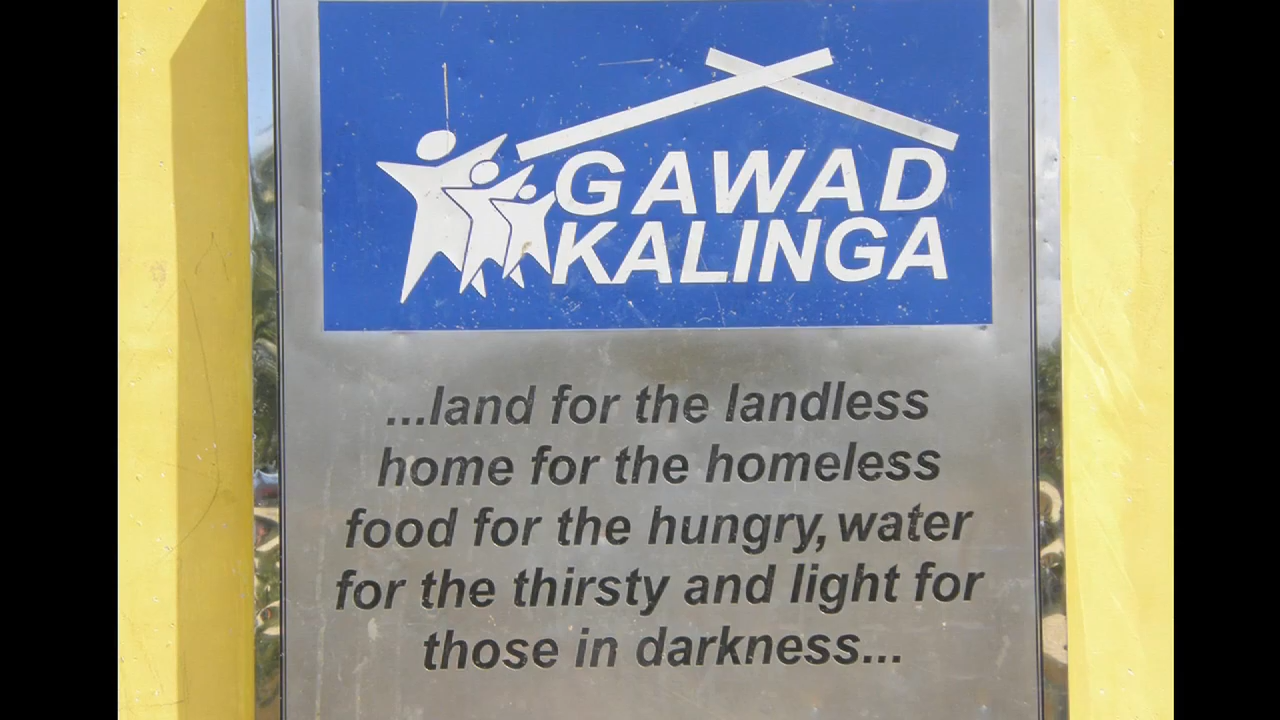 GAWAD
KALINGA
...land for the landless
home for the homeless
food for the hungry, water
for the thirsty and light for
those in darkness...